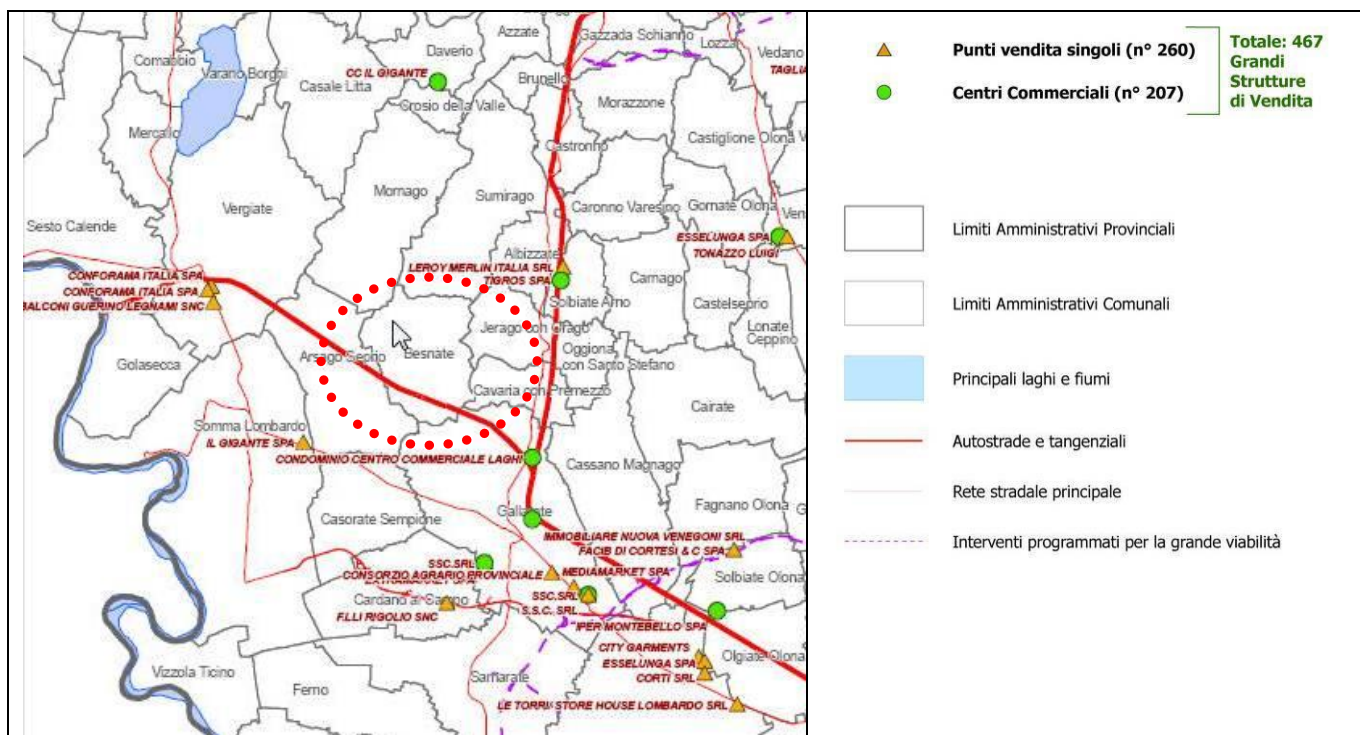 Azzate
Gazzada Schianno
Lozza
Daverio
Vedano
Comabbio
CC IL GIGANTE
Varano Borghi
Casale Litta
Brunello
Crosio della Valle
Morazzone
Mercallo
Castiglione Olona
Castronno
Mornago
Sumirago
Vergiate
Caronno Varesino
Gornate Olona
Sesto Calende
ESSELUNGA SPA
TONAZZO LUIGI
Albizzate
LEROY MERLIN ITALIA SRL
TIGROS SPA
Carnago
CONFORAMA ITALIA SPA
CONFORAMA ITALIA SPA
BALCONI GUERINO LEGNAMI SNC
Solbiate Arno
Castelseprio
Jerago con Orago
Lonate
Ceppino
Arsago Seprio
Besnate
Oggiona
con Santo Stefano
Golasecca
Cavaria con Premezzo
Cairate
Somma Lombardo
IL GIGANTE SPA
CONDOMINIO CENTRO COMMERCIALE LAGHI
Cassano Magnago
Fagnano Olona
Casorate Sempione
Gallarate
IMMOBILIARE NUOVA VENEGONI SRL
FACIB DI CORTESI & C SPA
SSC.SRL
CONSORZIO AGRARIO PROVINCIALE
MEDIAMARKET SPA
Solbiate Olona
Cardano al Campo
SSC.SRL
S.S.C. SRL
F.LLI RIGOLIO SNC
IPER MONTEBELLO SPA
CITY GARMENTS
ESSELUNGA SPA
Olgiate Olona
CORTI SRL
Vizzola Ticino
Ferno
Samarate
LE TORRI/STORE HOUSE LOMBARDO SRL
Punti vendita singoli (n° 260)
Centri Commerciali (n° 207)
Totale: 467
Grandi
Strutture
di Vendita
Limiti Amministrativi Provinciali
Limiti Amministrativi Comunali
Principali laghi e fiumi
Autostrade e tangenziali
Rete stradale principale
Interventi programmati per la grande viabilità